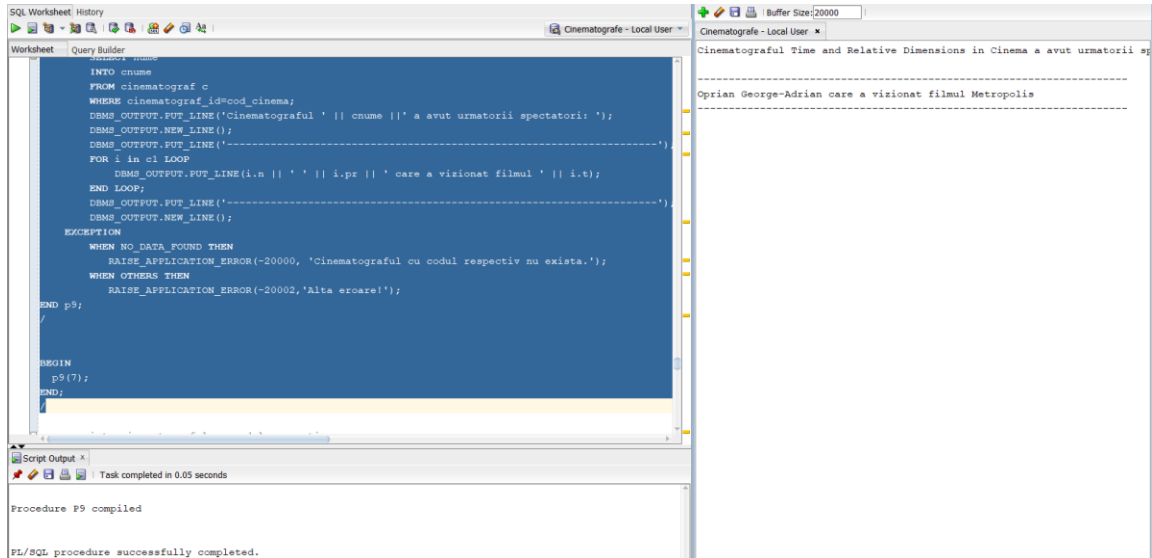 SQL Worksheet History
Cinematografe - Local User
Worksheet Query Builder
SELECT nume
INTO cnume
FROM cinematograf c
WHERE cinematograf_id=cod_cinema;
DBMS_OUTPUT.PUT_LINE('Cinematograful ' || cnume ||' a avut urmatorii spectatori: ');
DBMS_OUTPUT.NEW_LINE();
DBMS_OUTPUT.PUT_LINE('---------------------------------------------------------------------');
FOR i in c1 LOOP
DBMS_OUTPUT.PUT_LINE(i.n || ' ' || i.pr || ' care a vizionat filmul ' || i.t);
END LOOP;
DBMS_OUTPUT.PUT_LINE('---------------------------------------------------------------------');
DBMS_OUTPUT.NEW_LINE();
EXCEPTION
WHEN NO_DATA_FOUND THEN
RAISE_APPLICATION_ERROR(-20000, 'Cinematograful cu codul respectiv nu exista.');
WHEN OTHERS THEN
RAISE_APPLICATION_ERROR(-20002,'Alta eroare!');
END p9;
/
BEGIN
p9(7);
END;
/
Script Output
Task completed in 0.05 seconds
Procedure P9 compiled
PL/SQL procedure successfully completed.
Buffer Size: 20000
Cinematografe - Local User
Cinematograful Time and Relative Dimensions in Cinema a avut urmatorii sp
---------------------------------------------------------------------
Oprian George-Adrian care a vizionat filmul Metropolis
---------------------------------------------------------------------